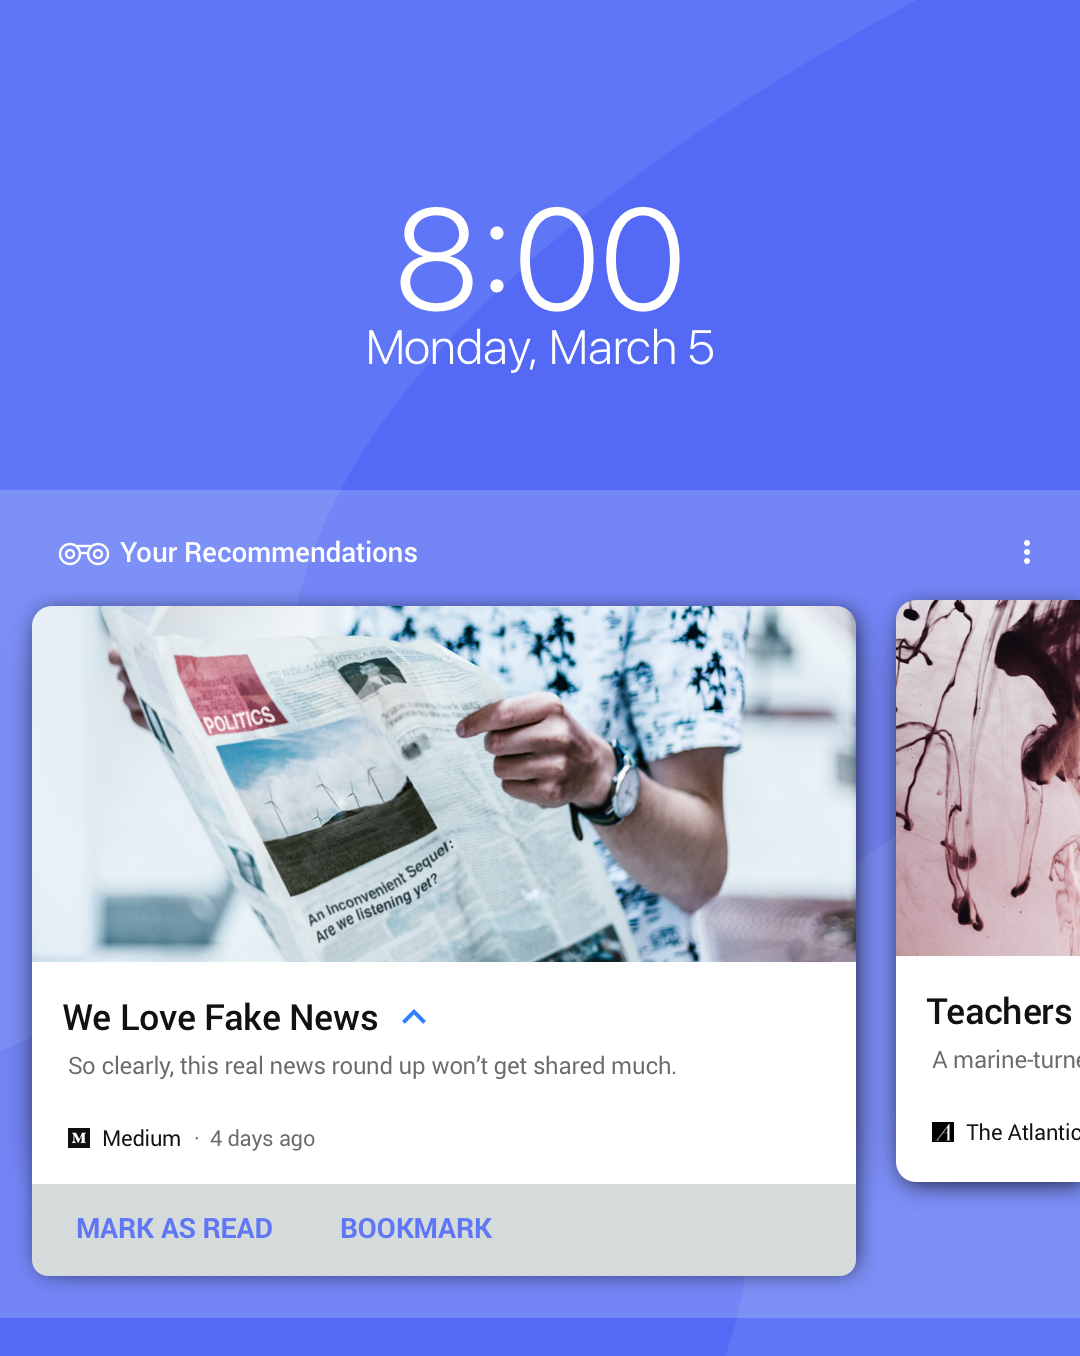 8:00
Monday, March 5
Your Recommendations
POLITICS
An Inconvenient Sequel:
Are we listening yet?
We Love Fake News
So clearly, this real news round up won’t get shared much.
M Medium · 4 days ago
MARK AS READ BOOKMARK
Teachers
A marine-turne
A The Atlantic